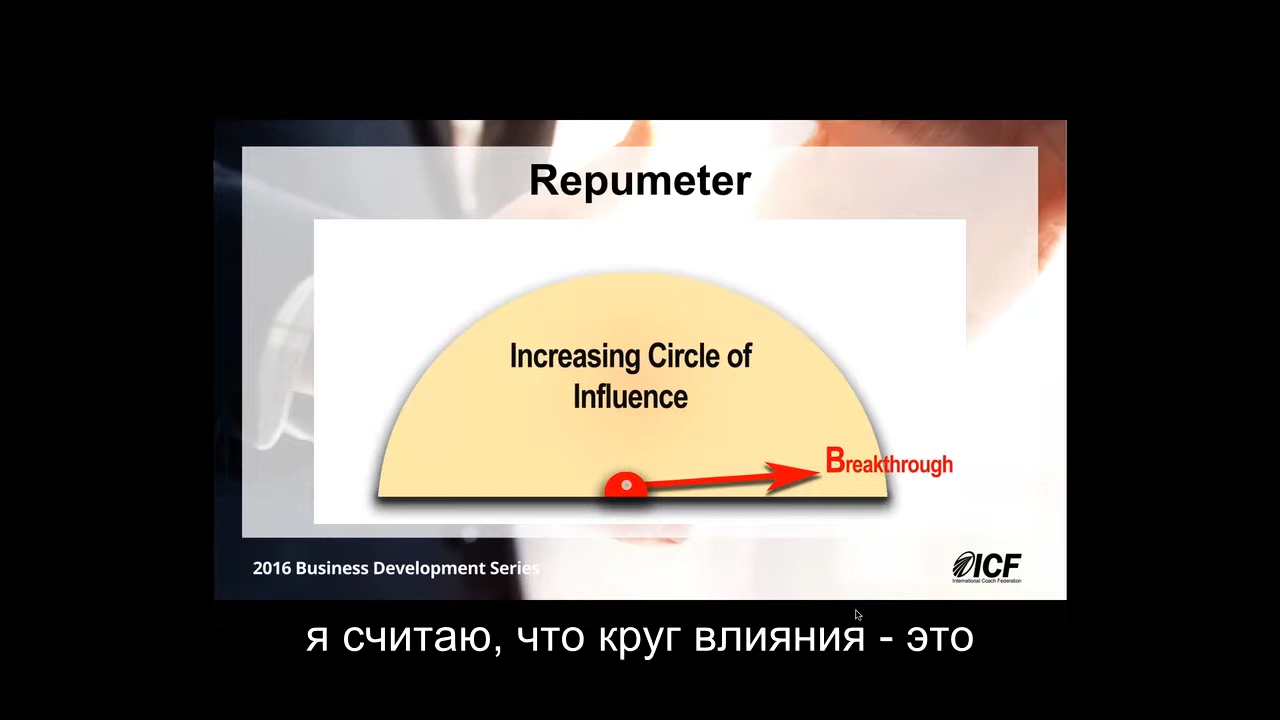 Repumeter
Increasing Circle of
Influence
Breakthrough
2016 Business Development Series
ICF
International Coach Federation
я считаю, что круг влияния - это